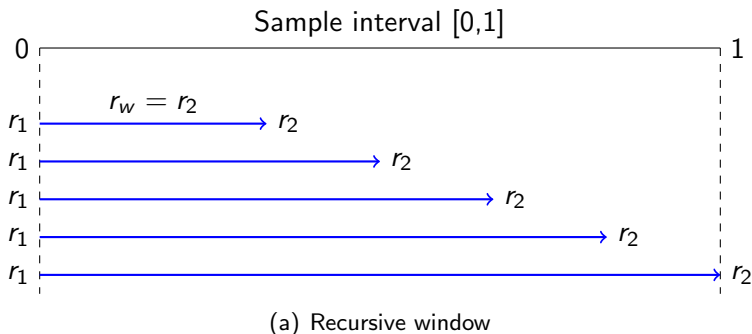 Sample interval [0,1]
0 1
r_w = r_2
r_1 r_2
r_1 r_2
r_1 r_2
r_1 r_2
r_1 r_2
(a) Recursive window